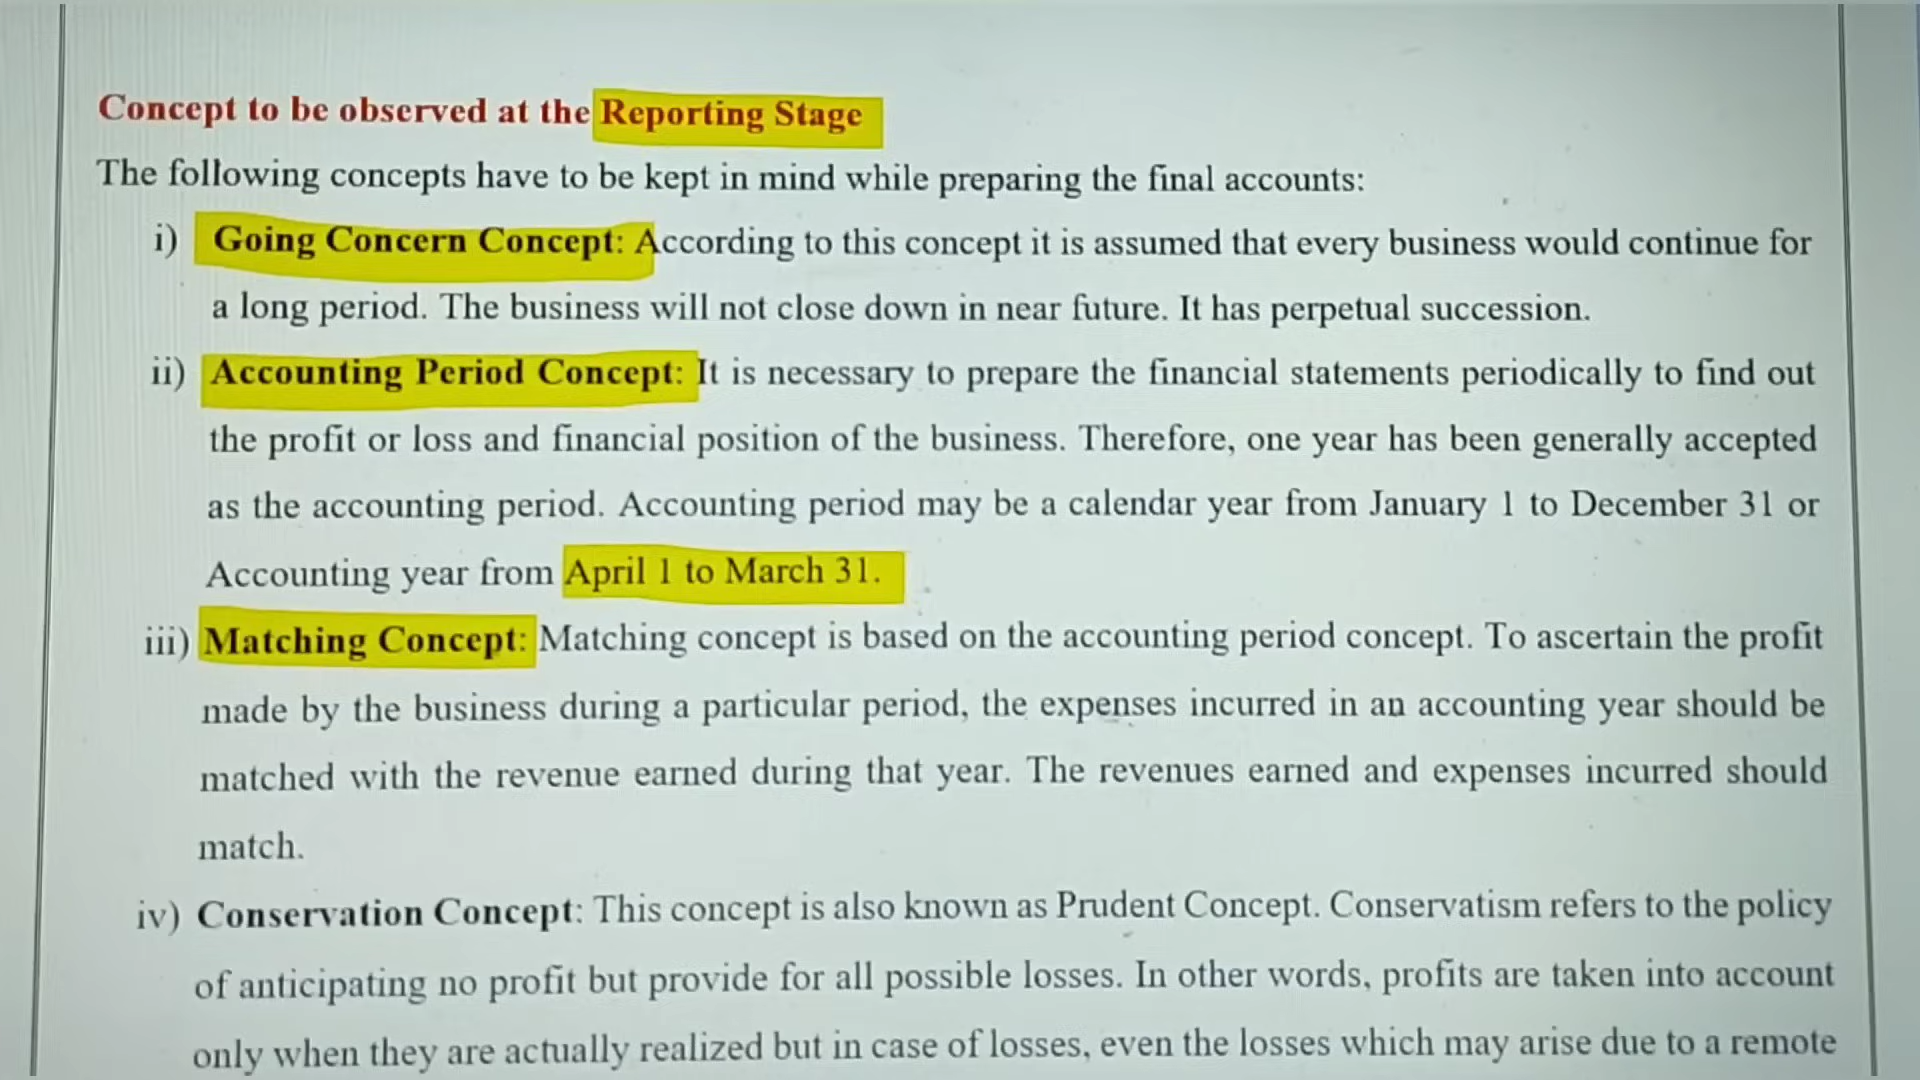 Concept to be observed at the Reporting Stage
The following concepts have to be kept in mind while preparing the final accounts:
i) Going Concern Concept: According to this concept it is assumed that every business would continue for
a long period. The business will not close down in near future. It has perpetual succession.
ii) Accounting Period Concept: It is necessary to prepare the financial statements periodically to find out
the profit or loss and financial position of the business. Therefore, one year has been generally accepted
as the accounting period. Accounting period may be a calendar year from January 1 to December 31 or
Accounting year from April 1 to March 31.
iii) Matching Concept: Matching concept is based on the accounting period concept. To ascertain the profit
made by the business during a particular period, the expenses incurred in an accounting year should be
matched with the revenue earned during that year. The revenues earned and expenses incurred should
match.
iv) Conservation Concept: This concept is also known as Prudent Concept. Conservatism refers to the policy
of anticipating no profit but provide for all possible losses. In other words, profits are taken into account
only when they are actually realized but in case of losses, even the losses which may arise due to a remote